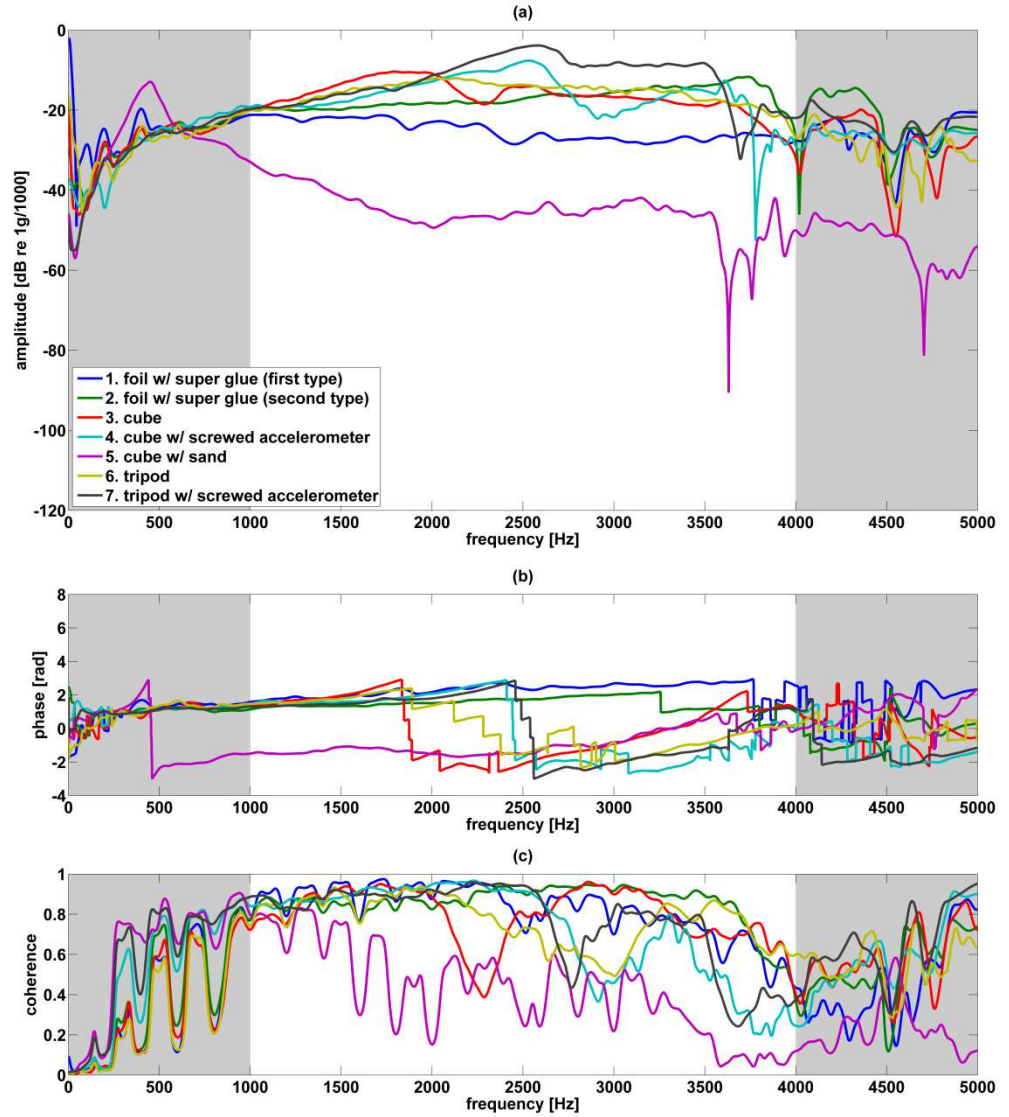 (a)
0
-20
-40
-60
-80
-100
-120
amplitude [dB re 1g/1000]
1. foil w/ super glue (first type)
2. foil w/ super glue (second type)
3. cube
4. cube w/ screwed accelerometer
5. cube w/ sand
6. tripod
7. tripod w/ screwed accelerometer
0 500 1000 1500 2000 2500 3000 3500 4000 4500 5000
frequency [Hz]
(b)
8
6
4
2
0
-2
-4
phase [rad]
0 500 1000 1500 2000 2500 3000 3500 4000 4500 5000
frequency [Hz]
(c)
1
0.8
0.6
0.4
0.2
0
coherence
0 500 1000 1500 2000 2500 3000 3500 4000 4500 5000
frequency [Hz]